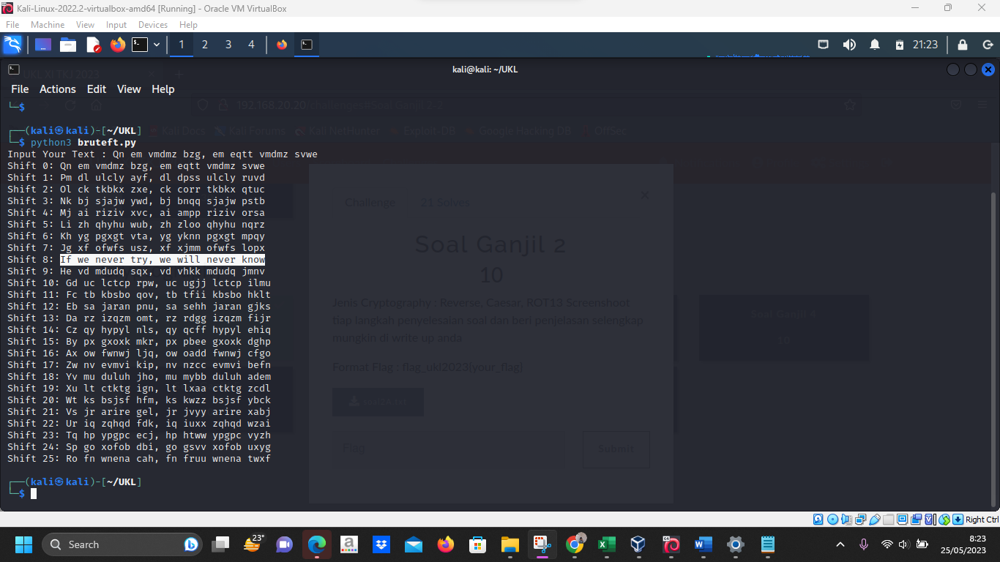 Kali-Linux-2022.2-virtualbox-amd64 [Running] - Oracle VM VirtualBox
File Machine View Input Devices Help
1 2 3 4 21:23
UKL XI TKJ 2023
kali@kali: ~/UKL
File Actions Edit View Help
└─$
192.168.20.20/challenges#Soal Ganjil 2-2
Kali Docs Kali Forums Kali NetHunter Exploit-DB Google Hacking DB OffSec
┌──(kali㉿kali)-[~/UKL]
└─$ python3 bruteft.py
Input Your Text : Qn em vmdmz bzg, em eqtt vmdmz svwe
Shift 0: Qn em vmdmz bzg, em eqtt vmdmz svwe
Shift 1: Pm dl ulcly ayf, dl dpss ulcly ruvd
Shift 2: Ol ck tkbkx zxe, ck corr tkbkx qtuc
Shift 3: Nk bj sjajw ywd, bj bnqq sjajw pstb
Shift 4: Mj ai riziv xvc, ai ampp riziv orsa
Shift 5: Li zh qhyhu wub, zh zloo qhyhu nqrz
Shift 6: Kh yg pgxgt vta, yg yknn pgxgt mpqy
Shift 7: Jg xf ofwfs usz, xf xjmm ofwfs lopx
Shift 8: If we never try, we will never know
Shift 9: He vd mdudq sqx, vd vhkk mdudq jmnv
Shift 10: Gd uc lctcp rpw, uc ugjj lctcp ilmu
Shift 11: Fc tb kbsbo qov, tb tfii kbsbo hklt
Shift 12: Eb sa jaran pnu, sa sehh jaran gjks
Shift 13: Da rz izqzm omt, rz rdgg izqzm fijr
Shift 14: Cz qy hypyl nls, qy qcff hypyl ehiq
Shift 15: By px gxoxk mkr, px pbee gxoxk dghp
Shift 16: Ax ow fwnwj ljq, ow oadd fwnwj cfgo
Shift 17: Zw nv evmvi kip, nv nzcc evmvi befn
Shift 18: Yv mu duluh jho, mu mybb duluh adem
Shift 19: Xu lt ctktg ign, lt lxaa ctktg zcdl
Shift 20: Wt ks bsjsf hfm, ks kwzz bsjsf ybck
Shift 21: Vs jr arire gel, jr jvyy arire xabj
Shift 22: Ur iq zqhqd fdk, iq iuxx zqhqd wzai
Shift 23: Tq hp ypgpc ecj, hp htww ypgpc vyzh
Shift 24: Sp go xofob dbi, go gsvv xofob uxyg
Shift 25: Ro fn wnena cah, fn fruu wnena twxf
┌──(kali㉿kali)-[~/UKL]
└─$
Challenge 21 Solves
Soal Ganjil 2
10
Jenis Cryptography : Reverse, Caesar, ROT13 Screenshoot
tiap langkah penyelesaian soal dan beri penjelasan selengkap
mungkin di write up anda
Format Flag : flag_ukl2023{your_flag}
Flag
Submit
Soal Ganjil 4
10
Right Ctrl
Search
23°
8:23
25/05/2023